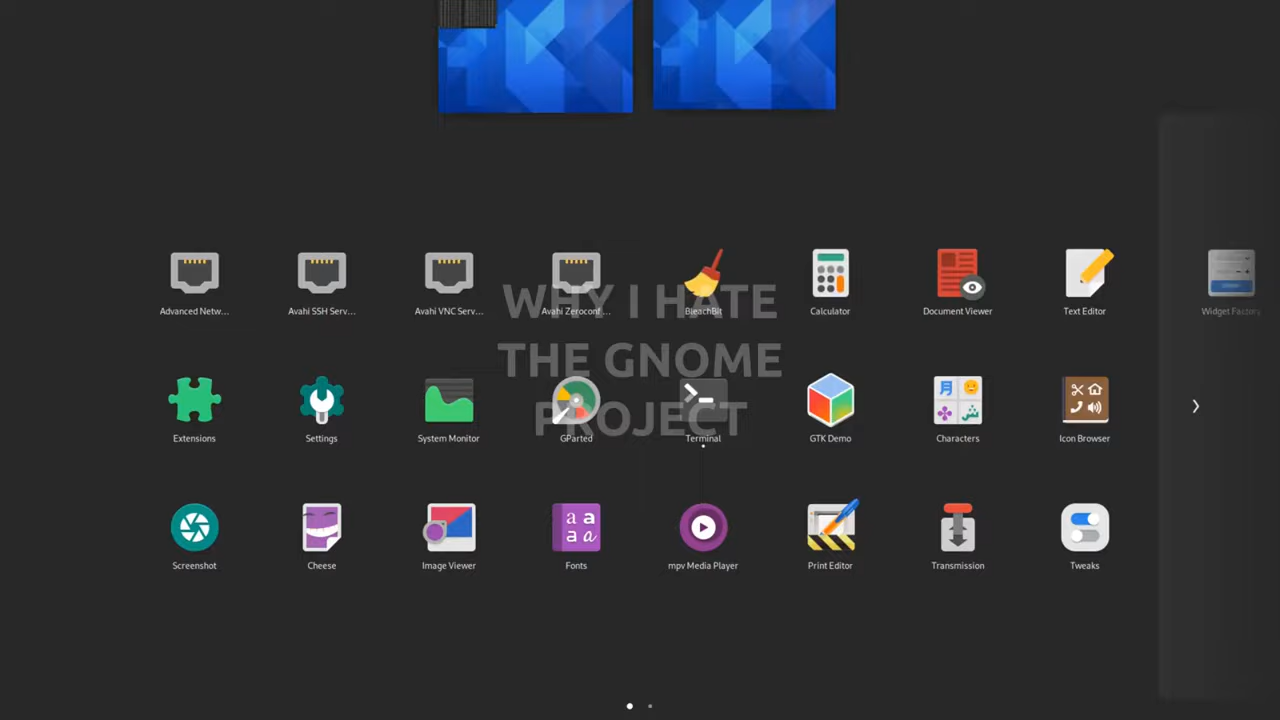 Advanced Netw...
Avahi SSH Serv...
Avahi VNC Serv...
Avahi Zeroconf ...
BleachBit
Calculator
Document Viewer
Text Editor
Widget Factory
WHY I HATE
THE GNOME
PROJECT
Extensions
Settings
System Monitor
GParted
Terminal
GTK Demo
Characters
Icon Browser
Screenshot
Cheese
Image Viewer
Fonts
mpv Media Player
Print Editor
Transmission
Tweaks